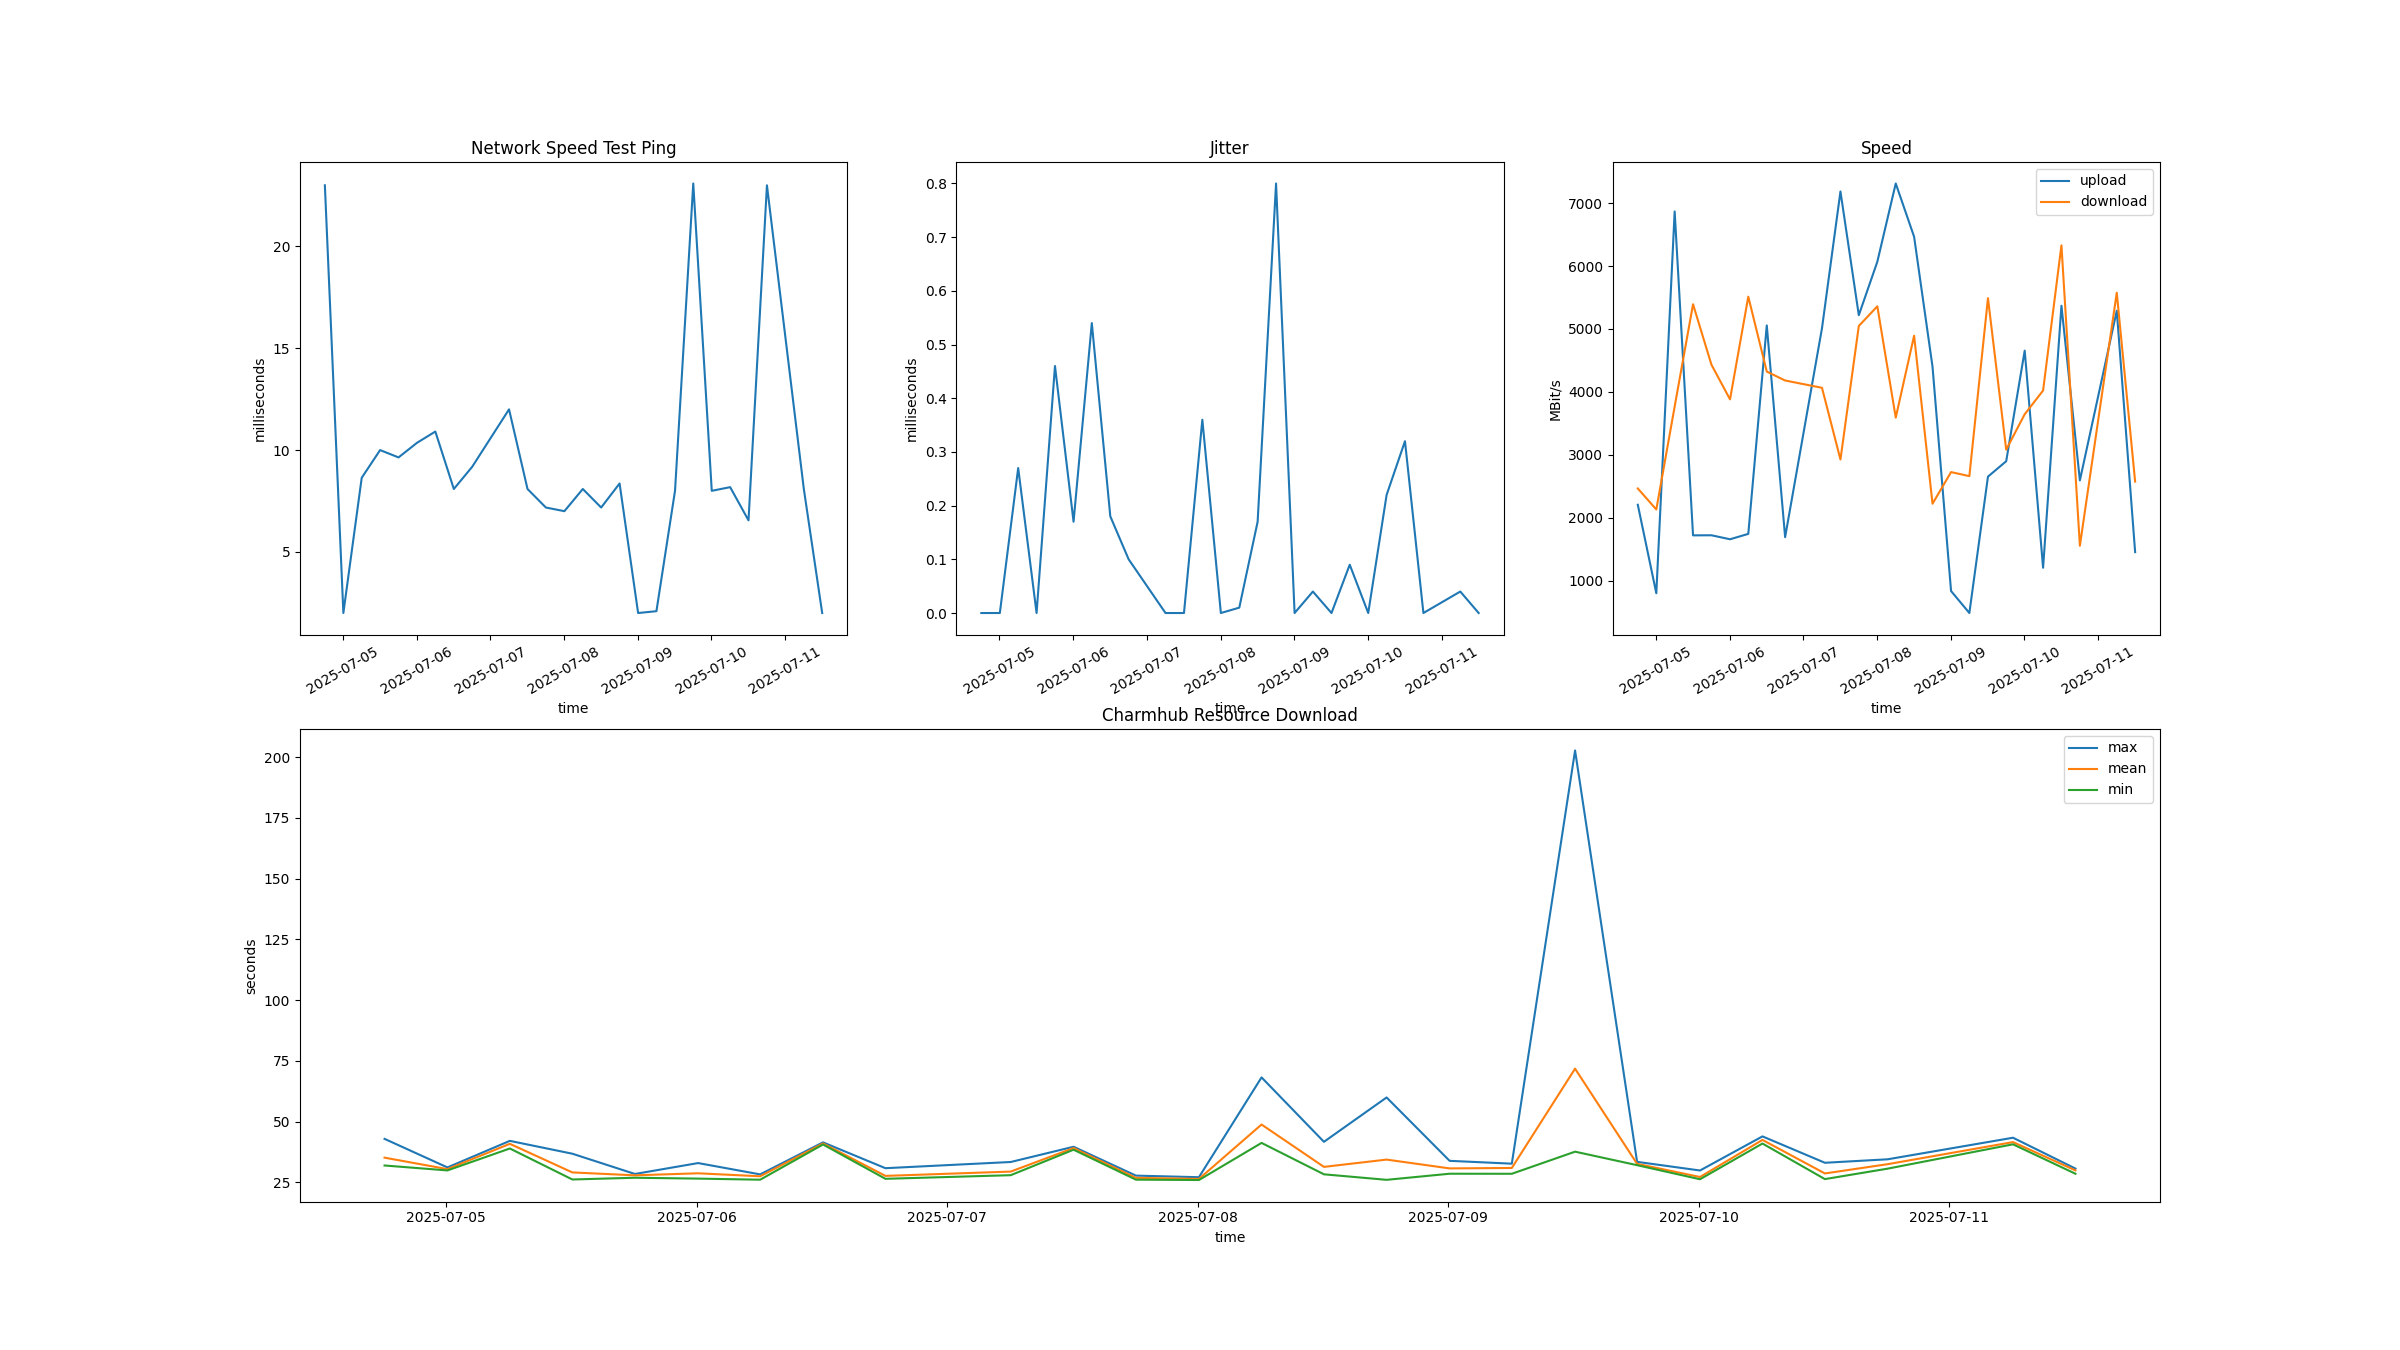 Network Speed Test Ping
milliseconds
20
15
10
5
2025-07-05 2025-07-06 2025-07-07 2025-07-08 2025-07-09 2025-07-10 2025-07-11
time
Jitter
milliseconds
0.8
0.7
0.6
0.5
0.4
0.3
0.2
0.1
0.0
2025-07-05 2025-07-06 2025-07-07 2025-07-08 2025-07-09 2025-07-10 2025-07-11
time
Speed
upload
download
MBit/s
7000
6000
5000
4000
3000
2000
1000
2025-07-05 2025-07-06 2025-07-07 2025-07-08 2025-07-09 2025-07-10 2025-07-11
time
Charmhub Resource Download
max
mean
min
seconds
200
175
150
125
100
75
50
25
2025-07-05 2025-07-06 2025-07-07 2025-07-08 2025-07-09 2025-07-10 2025-07-11
time